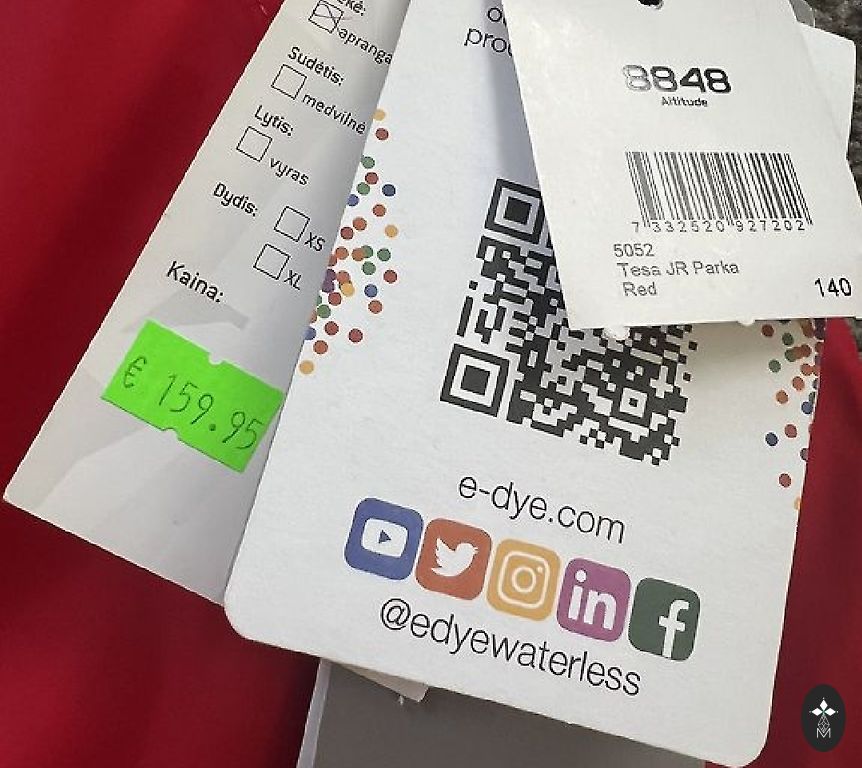 apranga
Sudėtis:
medvilnė
Lytis:
vyras
Dydis:
XS
XL
Kaina:
€ 159.95
e-dye.com
in
f
@edyewaterless
8848
Altitude
7 332520 927202
5052
Tesa JR Parka
Red
140
M